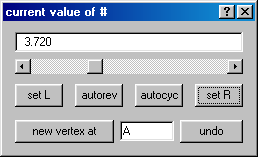 current value of #
3.720
set L autorev autocyc set R
new vertex at A undo